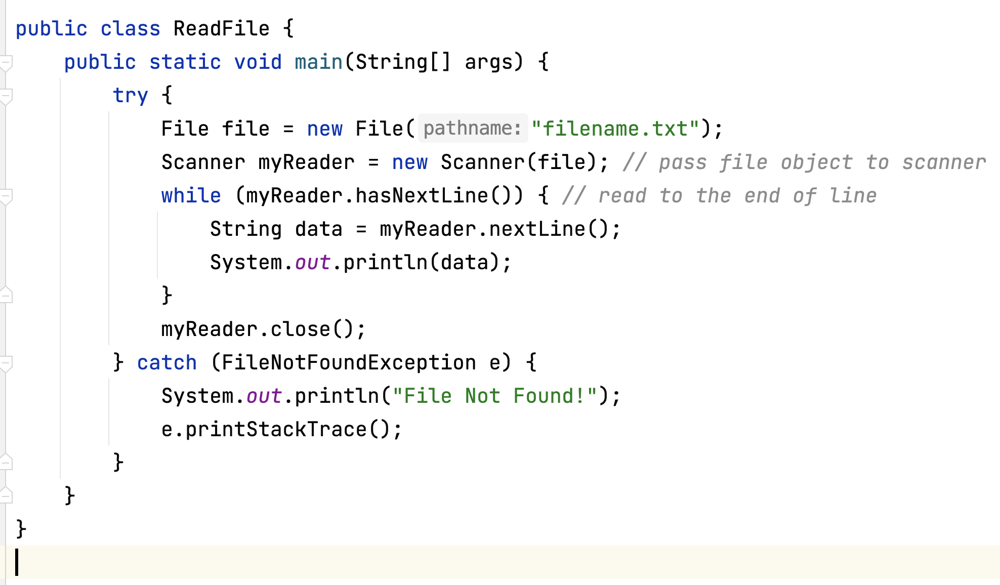 public class ReadFile {
    public static void main(String[] args) {
        try {
            File file = new File( pathname: "filename.txt");
            Scanner myReader = new Scanner(file); // pass file object to scanner
            while (myReader.hasNextLine()) { // read to the end of line
                String data = myReader.nextLine();
                System.out.println(data);
            }
            myReader.close();
        } catch (FileNotFoundException e) {
            System.out.println("File Not Found!");
            e.printStackTrace();
        }
    }
}